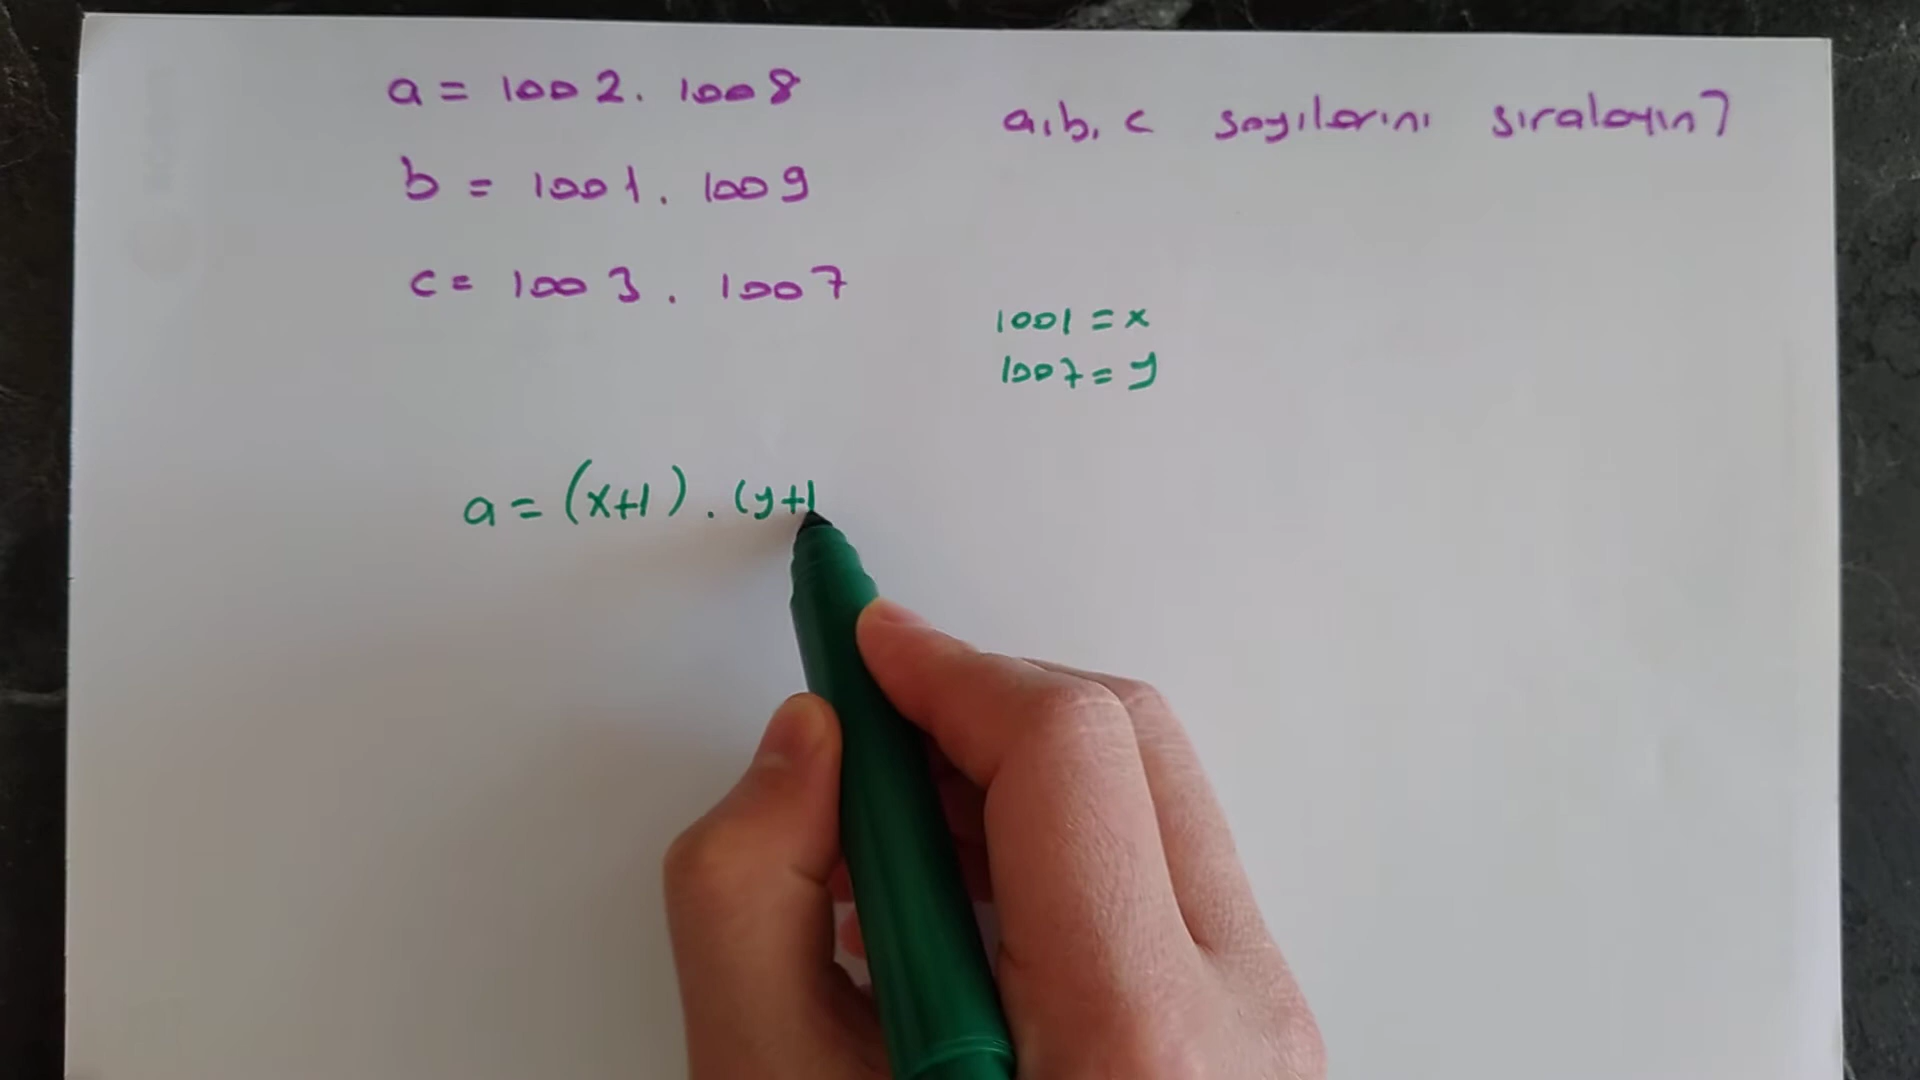 a = 1002. 1008
a, b, c sayılarını sıralayın?
b = 1001. 1009
c = 1003. 1007
1001 = x
1007 = y
a = (x+1). (y+1